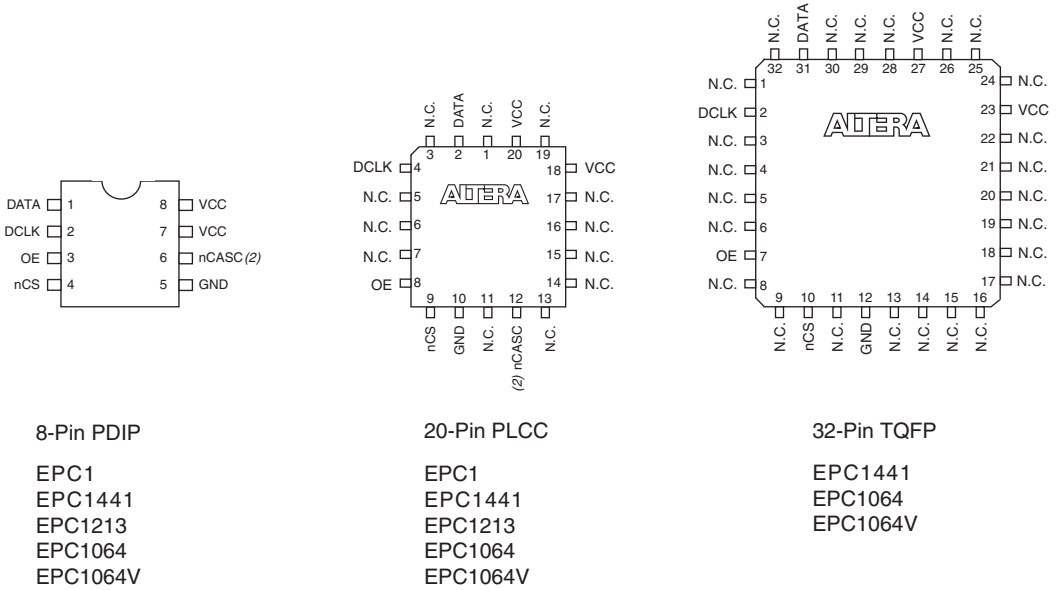 DATA 1 8 VCC
DCLK 2 7 VCC
OE 3 6 nCASC (2)
nCS 4 5 GND
8-Pin PDIP
EPC1
EPC1441
EPC1213
EPC1064
EPC1064V
N.C. DATA N.C. VCC N.C.
3 2 1 20 19
DCLK 4 18 VCC
ALTERA
N.C. 5 17 N.C.
N.C. 6 16 N.C.
N.C. 7 15 N.C.
OE 8 14 N.C.
9 10 11 12 13
nCS GND N.C. (2) nCASC N.C.
20-Pin PLCC
EPC1
EPC1441
EPC1213
EPC1064
EPC1064V
N.C. DATA N.C. N.C. N.C. VCC N.C. N.C.
32 31 30 29 28 27 26 25
N.C. 1 24 N.C.
DCLK 2 23 VCC
ALTERA
N.C. 3 22 N.C.
N.C. 4 21 N.C.
N.C. 5 20 N.C.
N.C. 6 19 N.C.
OE 7 18 N.C.
N.C. 8 17 N.C.
9 10 11 12 13 14 15 16
N.C. nCS N.C. GND N.C. N.C. N.C. N.C.
32-Pin TQFP
EPC1441
EPC1064
EPC1064V